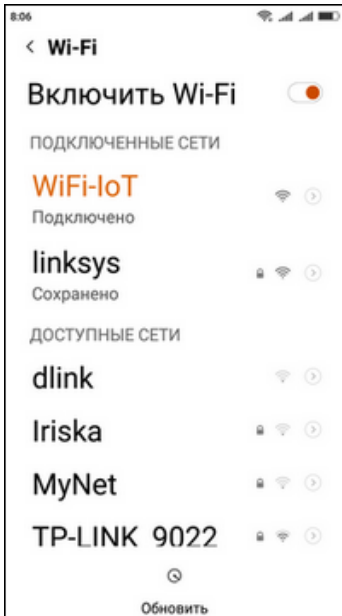 8:06
< Wi-Fi
Включить Wi-Fi
ПОДКЛЮЧЕННЫЕ СЕТИ
WiFi-IoT
Подключено
linksys
Сохранено
ДОСТУПНЫЕ СЕТИ
dlink
Iriska
MyNet
TP-LINK_9022
Обновить